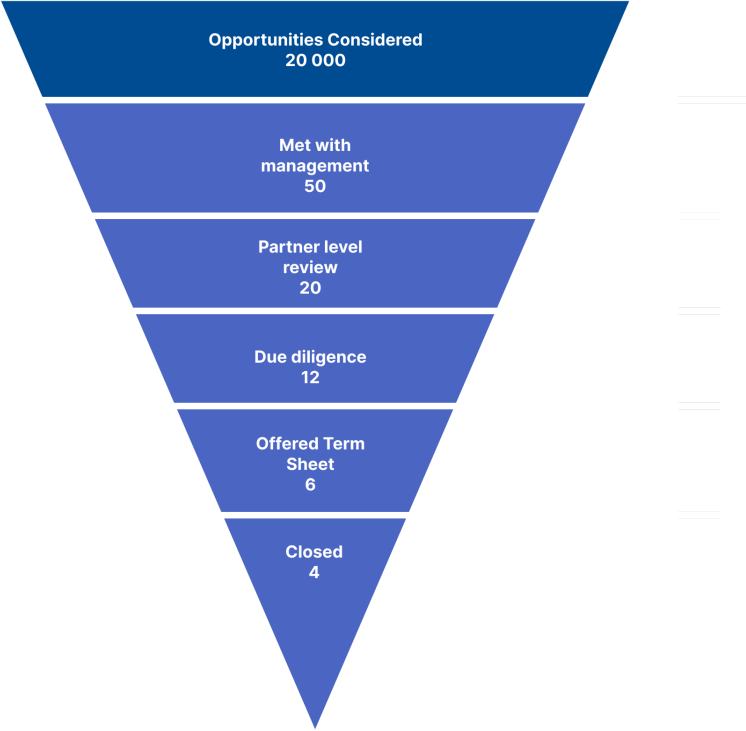 Opportunities Considered
20 000
Met with
management
50
Partner level
review
20
Due diligence
12
Offered Term
Sheet
6
Closed
4